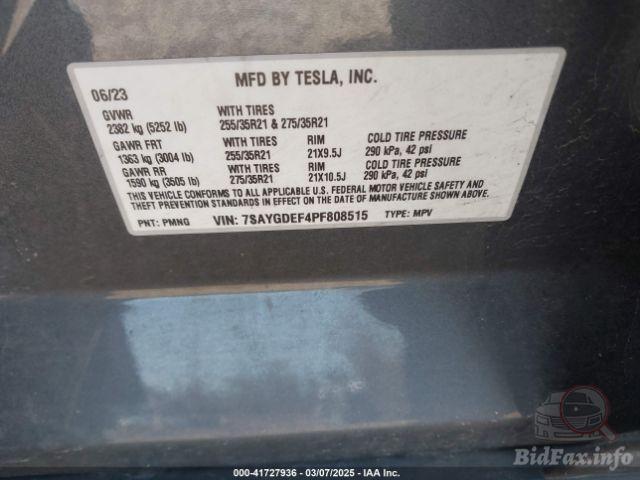 MFD BY TESLA, INC.
06/23
GVWR WITH TIRES
2382 kg (5252 lb) 255/35R21 & 275/35R21
GAWR FRT WITH TIRES RIM COLD TIRE PRESSURE
1363 kg (3004 lb) 255/35R21 21X9.5J 290 kPa, 42 psi
GAWR RR WITH TIRES RIM COLD TIRE PRESSURE
1590 kg (3505 lb) 275/35R21 21X10.5J 290 kPa, 42 psi
THIS VEHICLE CONFORMS TO ALL APPLICABLE U.S. FEDERAL MOTOR VEHICLE SAFETY AND
THEFT PREVENTION STANDARDS IN EFFECT ON THE DATE OF MANUFACTURE SHOWN ABOVE.
PNT: PMNG VIN: 7SAYGDEF4PF808515 TYPE: MPV
BidFax.info
000-41727936 - 03/07/2025 - IAA Inc.